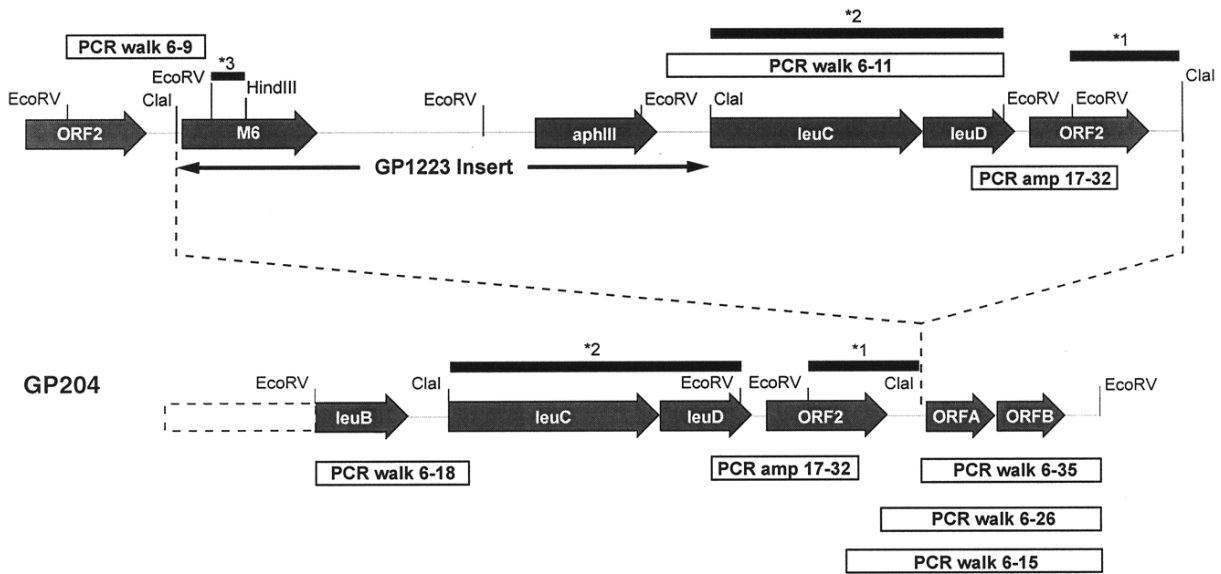 *2
PCR walk 6-9
*1
EcoRV
*3
PCR walk 6-11
HindIII
ClaI
EcoRV
ClaI
EcoRV
EcoRV
ClaI
EcoRV
EcoRV
ORF2
M6
aphIII
leuC
leuD
ORF2
GP1223 Insert
PCR amp 17-32
*2
*1
GP204
EcoRV
ClaI
EcoRV
EcoRV
ClaI
EcoRV
leuB
leuC
leuD
ORF2
ORFA
ORFB
PCR walk 6-18
PCR amp 17-32
PCR walk 6-35
PCR walk 6-26
PCR walk 6-15